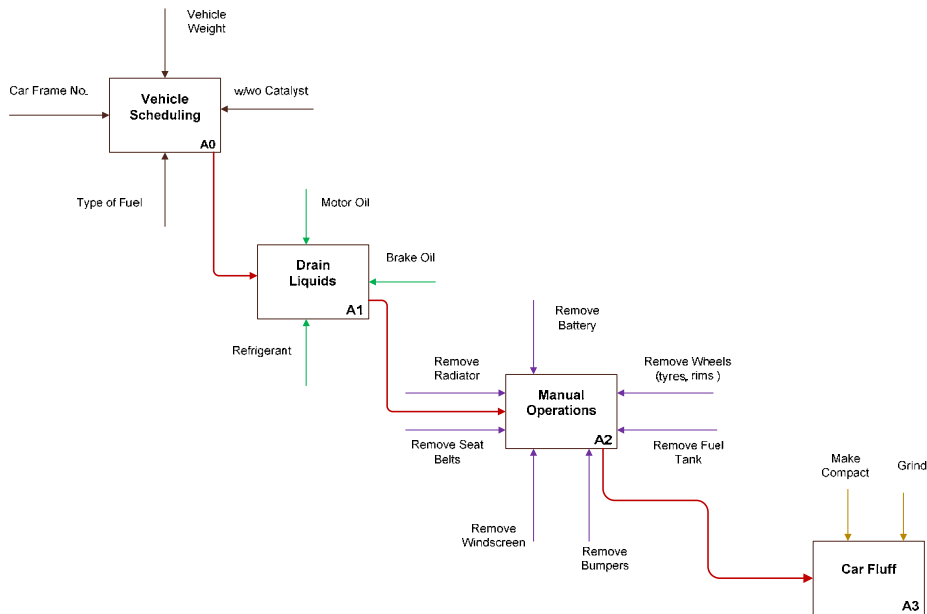 Vehicle
Weight
Car Frame No.
Vehicle
Scheduling
A0
w/wo Catalyst
Type of Fuel
Motor Oil
Drain
Liquids
A1
Brake Oil
Refrigerant
Remove
Battery
Remove
Radiator
Remove Wheels
(tyres, rims )
Manual
Operations
A2
Remove Seat
Belts
Remove Fuel
Tank
Remove
Windscreen
Remove
Bumpers
Make
Compact
Grind
Car Fluff
A3